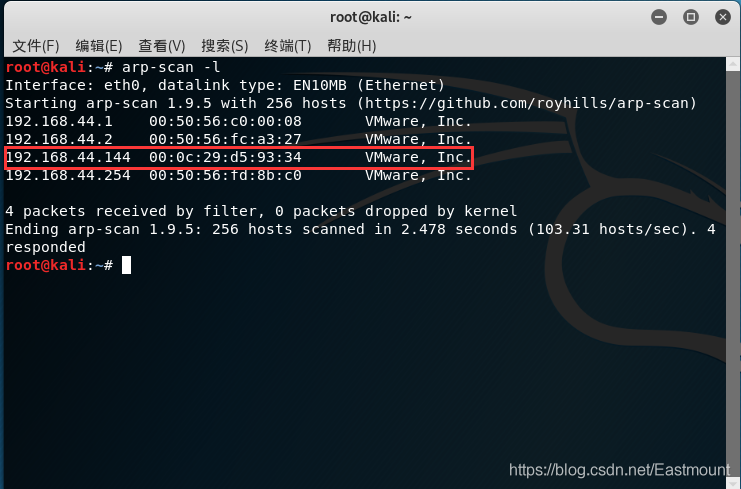 root@kali: ~
文件(F) 编辑(E) 查看(V) 搜索(S) 终端(T) 帮助(H)
root@kali:~# arp-scan -l
Interface: eth0, datalink type: EN10MB (Ethernet)
Starting arp-scan 1.9.5 with 256 hosts (https://github.com/royhills/arp-scan)
192.168.44.1    00:50:56:c0:00:08       VMware, Inc.
192.168.44.2    00:50:56:fc:a3:27       VMware, Inc.
192.168.44.144  00:0c:29:d5:93:34       VMware, Inc.
192.168.44.254  00:50:56:fd:8b:c0       VMware, Inc.
4 packets received by filter, 0 packets dropped by kernel
Ending arp-scan 1.9.5: 256 hosts scanned in 2.478 seconds (103.31 hosts/sec). 4
responded
root@kali:~#
https://blog.csdn.net/Eastmount